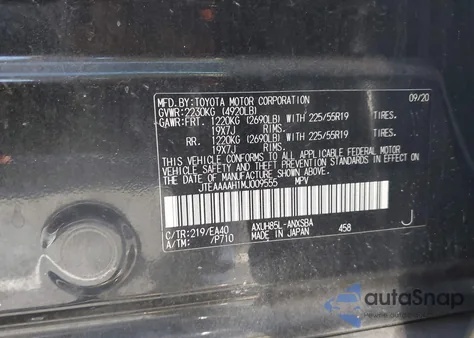 MFD.BY:TOYOTA MOTOR CORPORATION 09/20
GVWR:2230KG (4920LB)
GAWR:FRT. 1220KG (2690LB) WITH 225/55R19 TIRES,
19X7J RIMS.
RR. 1220KG (2690LB) WITH 225/55R19 TIRES,
19X7J RIMS.
THIS VEHICLE CONFORMS TO ALL APPLICABLE FEDERAL MOTOR
VEHICLE SAFETY, BUMPER, AND THEFT PREVENTION STANDARDS
IN EFFECT ON THE DATE OF MANUFACTURE SHOWN ABOVE.
JTEAAAAH1MJ009555 MPV
C/TR:219/EA40 AXUH85L-ANXSBA
A/TM: /P710 MADE IN JAPAN 458 J
autoSnap